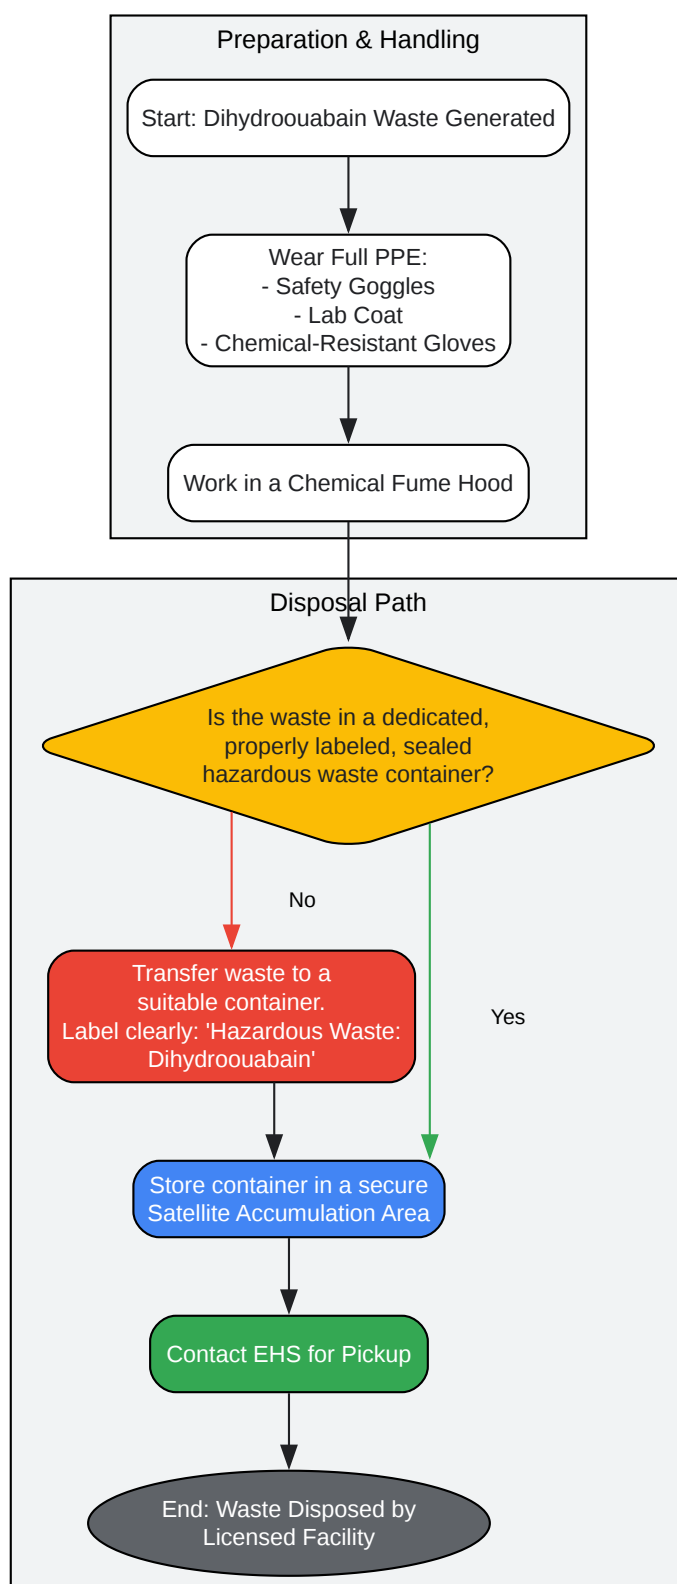 Preparation & Handling
Start: Dihydroouabain Waste Generated
Wear Full PPE:
- Safety Goggles
- Lab Coat
- Chemical-Resistant Gloves
Work in a Chemical Fume Hood
Disposal Path
Is the waste in a dedicated,
properly labeled, sealed
hazardous waste container?
No
Transfer waste to a
suitable container.
Label clearly: 'Hazardous Waste:
Dihydroouabain'
Yes
Store container in a secure
Satellite Accumulation Area
Contact EHS for Pickup
End: Waste Disposed by
Licensed Facility